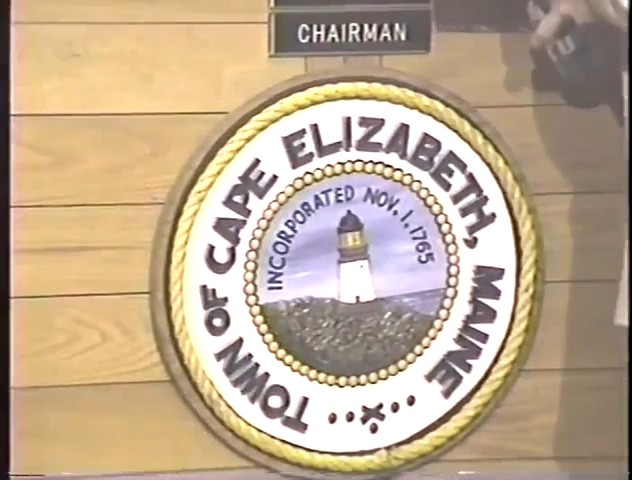 CHAIRMAN
TOWN OF CAPE ELIZABETH, MAINE
INCORPORATED NOV. 1, 1765